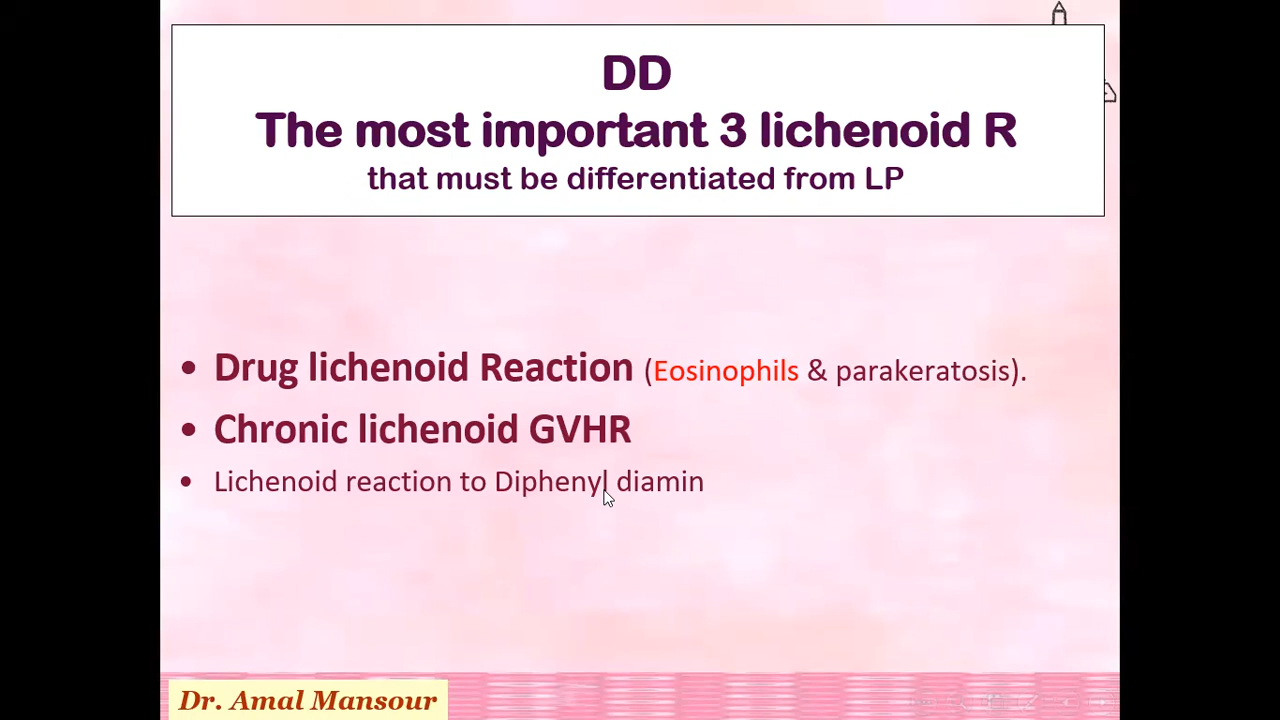 DD
The most important 3 lichenoid R
that must be differentiated from LP
• Drug lichenoid Reaction (Eosinophils & parakeratosis).
• Chronic lichenoid GVHR
• Lichenoid reaction to Diphenyl diamin
Dr. Amal Mansour